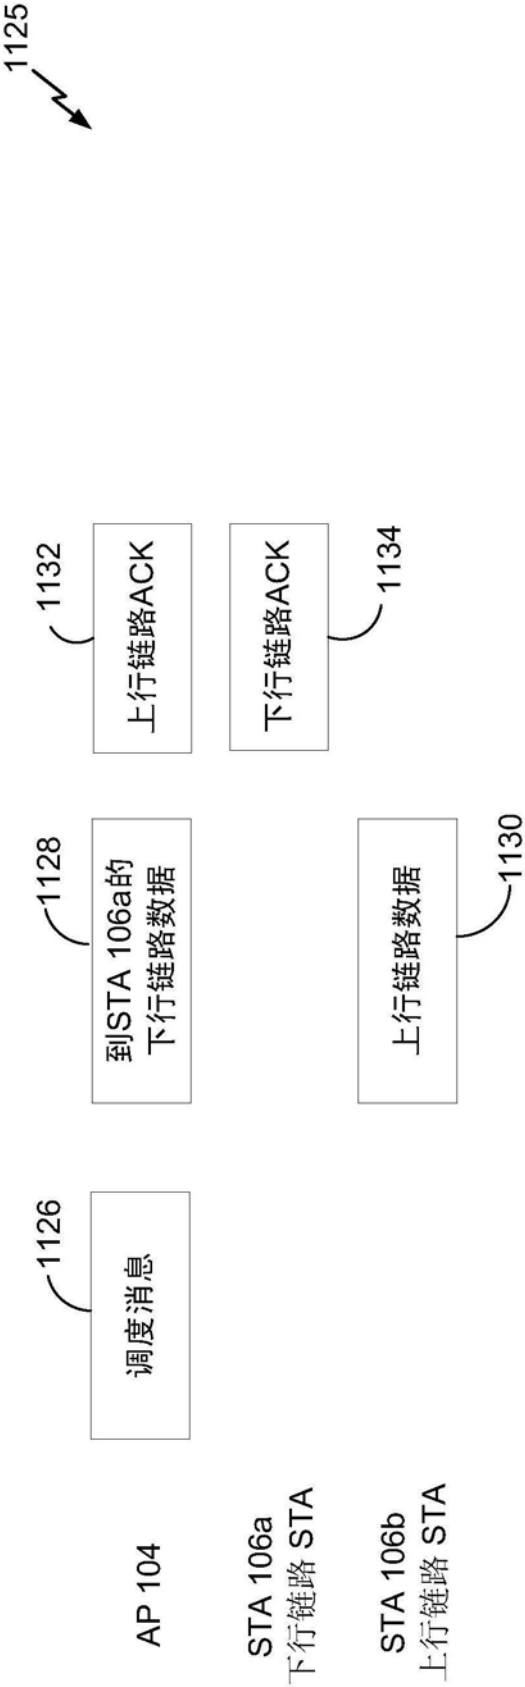 1125
1132
1134
上行链路ACK
下行链路ACK
1128
1130
到STA 106a的
下行链路数据
上行链路数据
1126
调度消息
AP 104
STA 106a
下行链路 STA
STA 106b
上行链路 STA